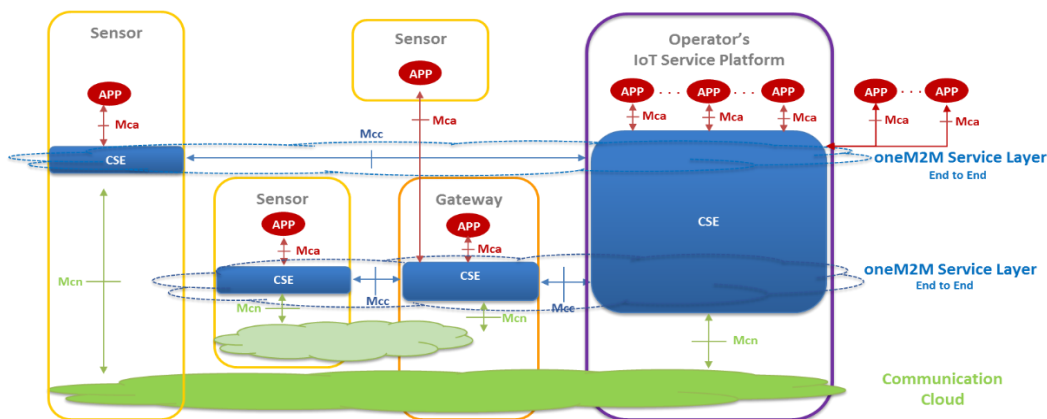 Sensor
Sensor
Operator's
IoT Service Platform
APP
APP
APP . . . APP . . . APP
APP . . . APP
Mca
Mca
Mca
Mca
Mca
Mca
Mcc
CSE
oneM2M Service Layer
End to End
Sensor
Gateway
APP
APP
CSE
Mca
Mca
CSE
CSE
Mcc
Mcc
oneM2M Service Layer
End to End
Mcn
Mcn
Mcn
Mcn
Communication
Cloud